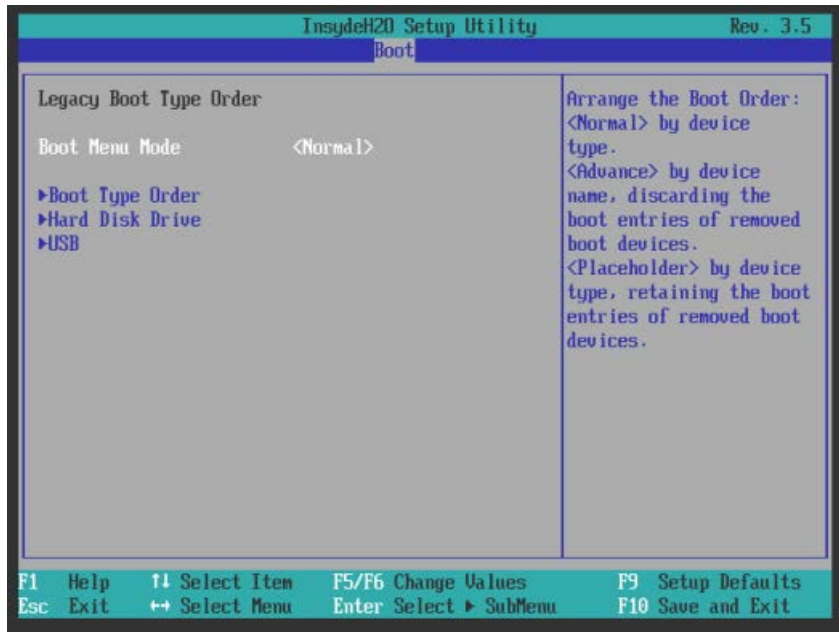 InsydeH20 Setup Utility Rev. 3.5
Boot
Legacy Boot Type Order
Boot Menu Mode <Normal>
▶Boot Type Order
▶Hard Disk Drive
▶USB
Arrange the Boot Order:
<Normal> by device
type.
<Advance> by device
name, discarding the
boot entries of removed
boot devices.
<Placeholder> by device
type, retaining the boot
entries of removed boot
devices.
F1 Help ↑↓ Select Item F5/F6 Change Values F9 Setup Defaults
Esc Exit ↔ Select Menu Enter Select ▶ SubMenu F10 Save and Exit